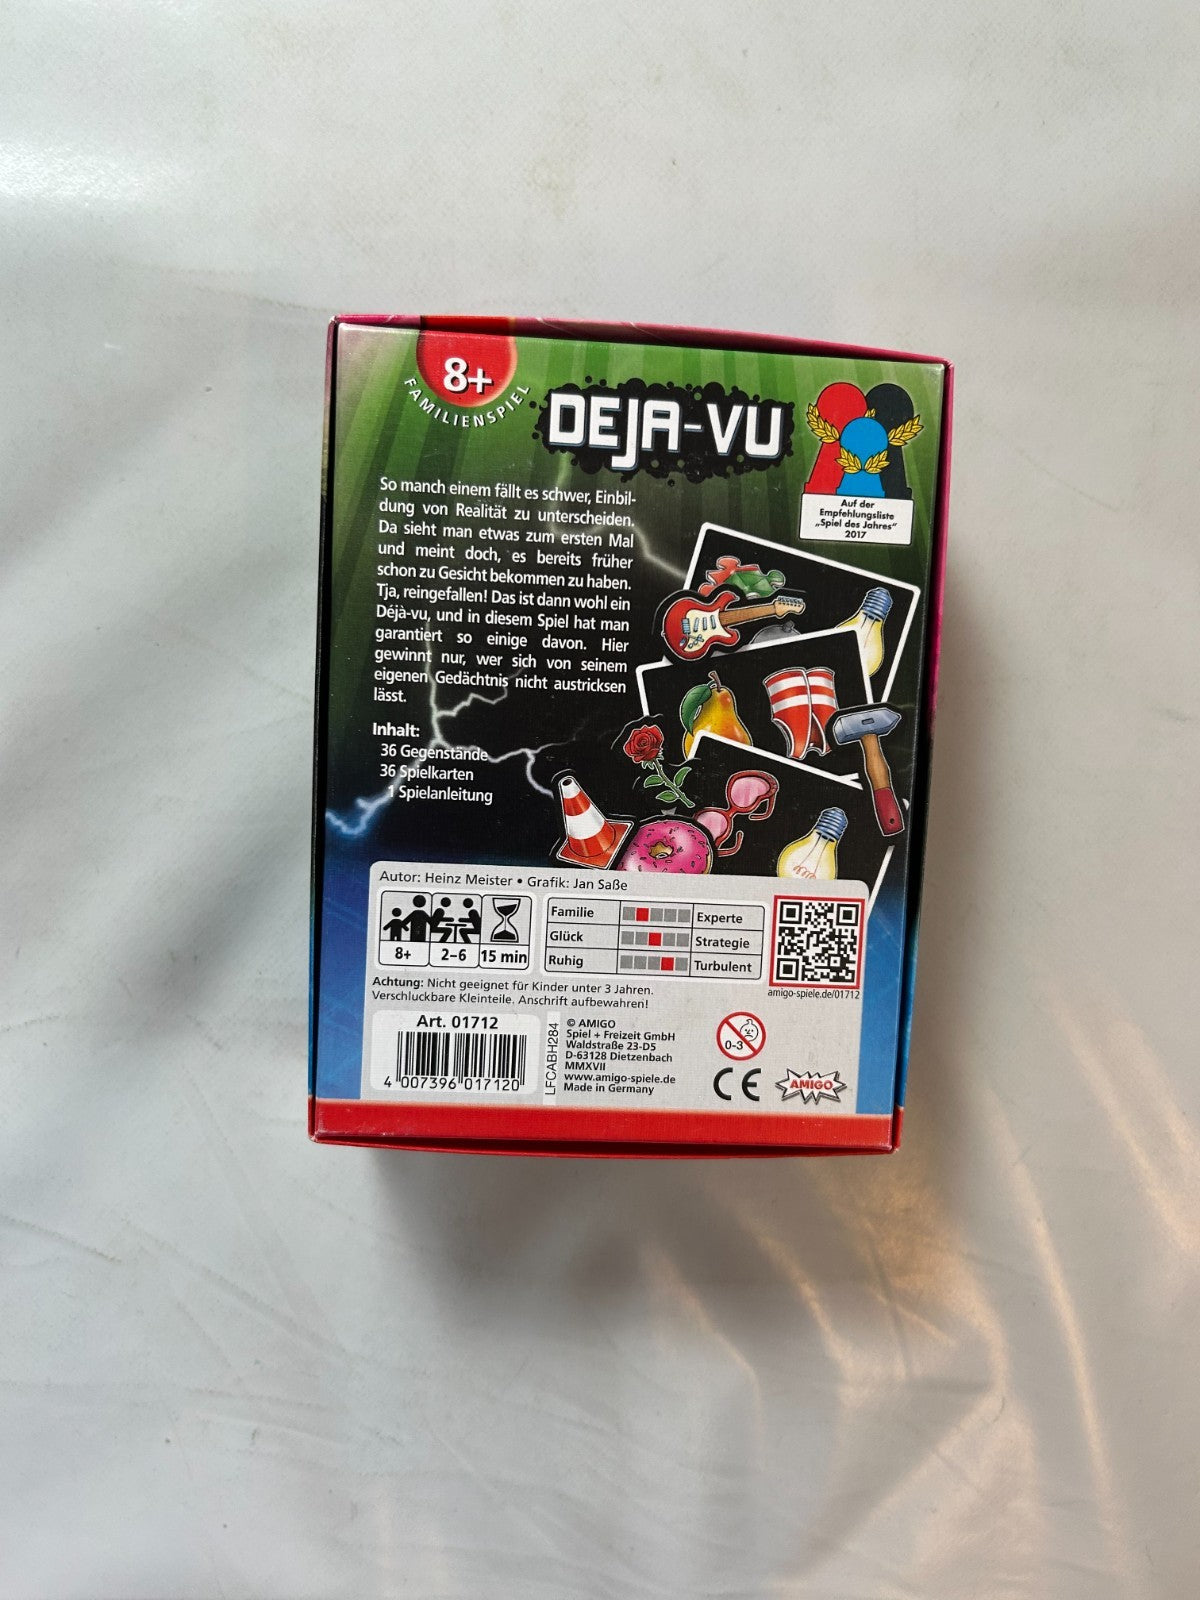 8+
FAMILIENSPIEL
DEJA-VU
Auf der
Empfehlungsliste
„Spiel des Jahres“
2017
So manch einem fällt es schwer, Einbil-
dung von Realität zu unterscheiden.
Da sieht man etwas zum ersten Mal
und meint doch, es bereits früher
schon zu Gesicht bekommen zu haben.
Tja, reingefallen! Das ist dann wohl ein
Déjà-vu, und in diesem Spiel hat man
garantiert so einige davon. Hier
gewinnt nur, wer sich von seinem
eigenen Gedächtnis nicht austricksen
lässt.
Inhalt:
36 Gegenstände
36 Spielkarten
1 Spielanleitung
Autor: Heinz Meister • Grafik: Jan Saße
8+ 2–6 15 min
Familie Experte
Glück Strategie
Ruhig Turbulent
amigo-spiele.de/01712
Achtung: Nicht geeignet für Kinder unter 3 Jahren.
Verschluckbare Kleinteile. Anschrift aufbewahren!
Art. 01712
4 007396 017120
LFCABH284
© AMIGO
Spiel + Freizeit GmbH
Waldstraße 23-D5
D-63128 Dietzenbach
MMXVII
www.amigo-spiele.de
Made in Germany
0-3
CE
AMIGO